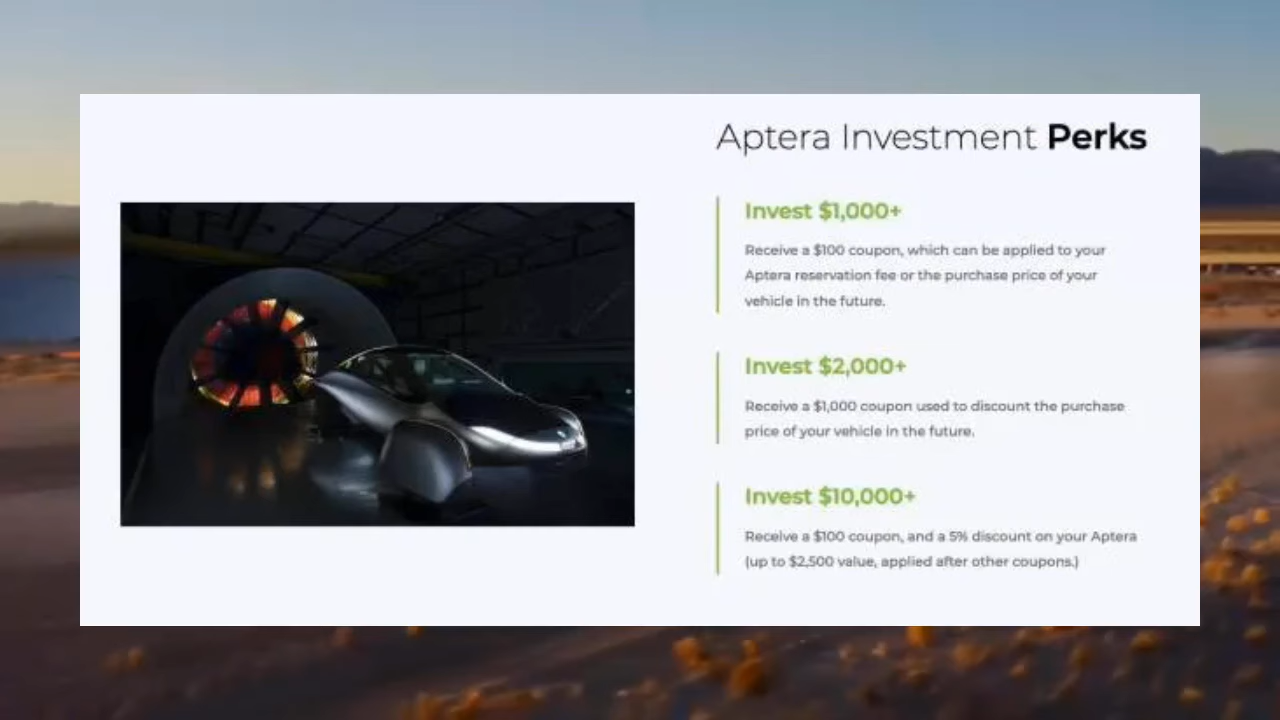 Aptera Investment Perks
Invest $1,000+
Receive a $100 coupon, which can be applied to your
Aptera reservation fee or the purchase price of your
vehicle in the future.
Invest $2,000+
Receive a $1,000 coupon used to discount the purchase
price of your vehicle in the future.
Invest $10,000+
Receive a $100 coupon, and a 5% discount on your Aptera
(up to $2,500 value, applied after other coupons.)